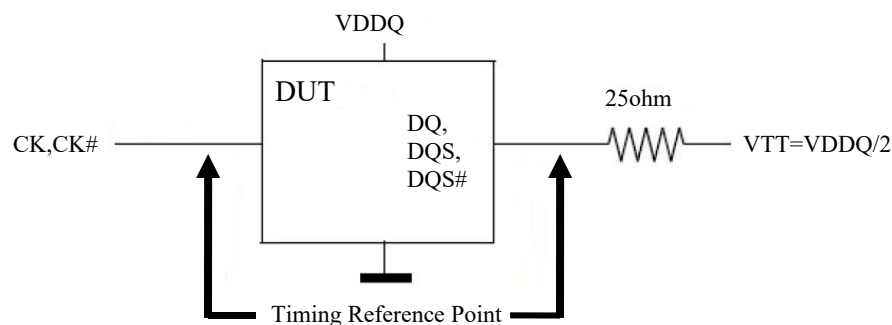 VDDQ
DUT
25ohm
CK,CK#
DQ,
DQS,
DQS#
VTT=VDDQ/2
Timing Reference Point